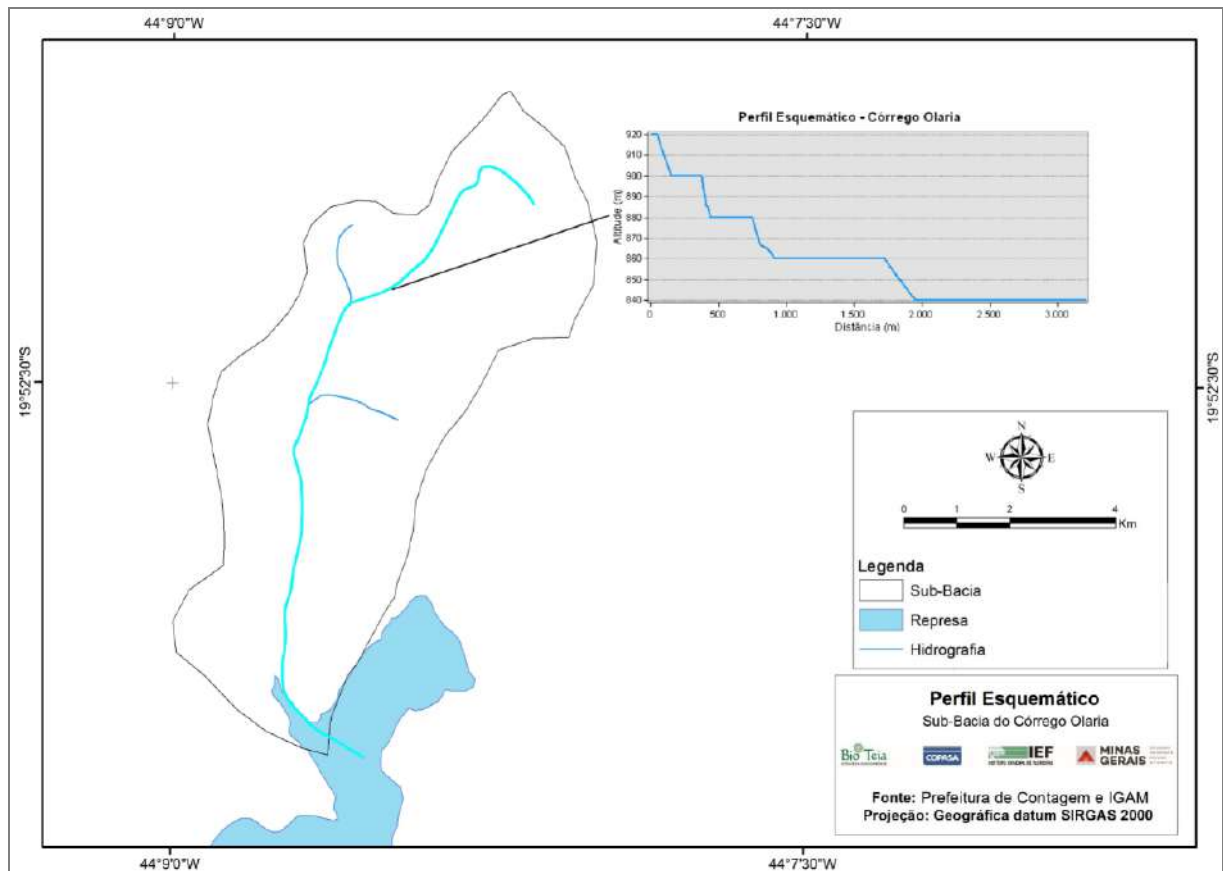 44°9'0"W
44°7'30"W
Perfil Esquemático - Córrego Olaria
920
910
900
890
880
870
860
850
840
Altitude (m)
0
500
1.000
1.500
2.000
2.500
3.000
Distância (m)
19°52'30"S
19°52'30"S
N
W
E
S
0
1
2
4
Km
Legenda
Sub-Bacia
Represa
Hidrografia
Perfil Esquemático
Sub-Bacia do Córrego Olaria
Bio Teia
COPASA
IEF
MINAS GERAIS
Fonte: Prefeitura de Contagem e IGAM
Projeção: Geográfica datum SIRGAS 2000
44°9'0"W
44°7'30"W